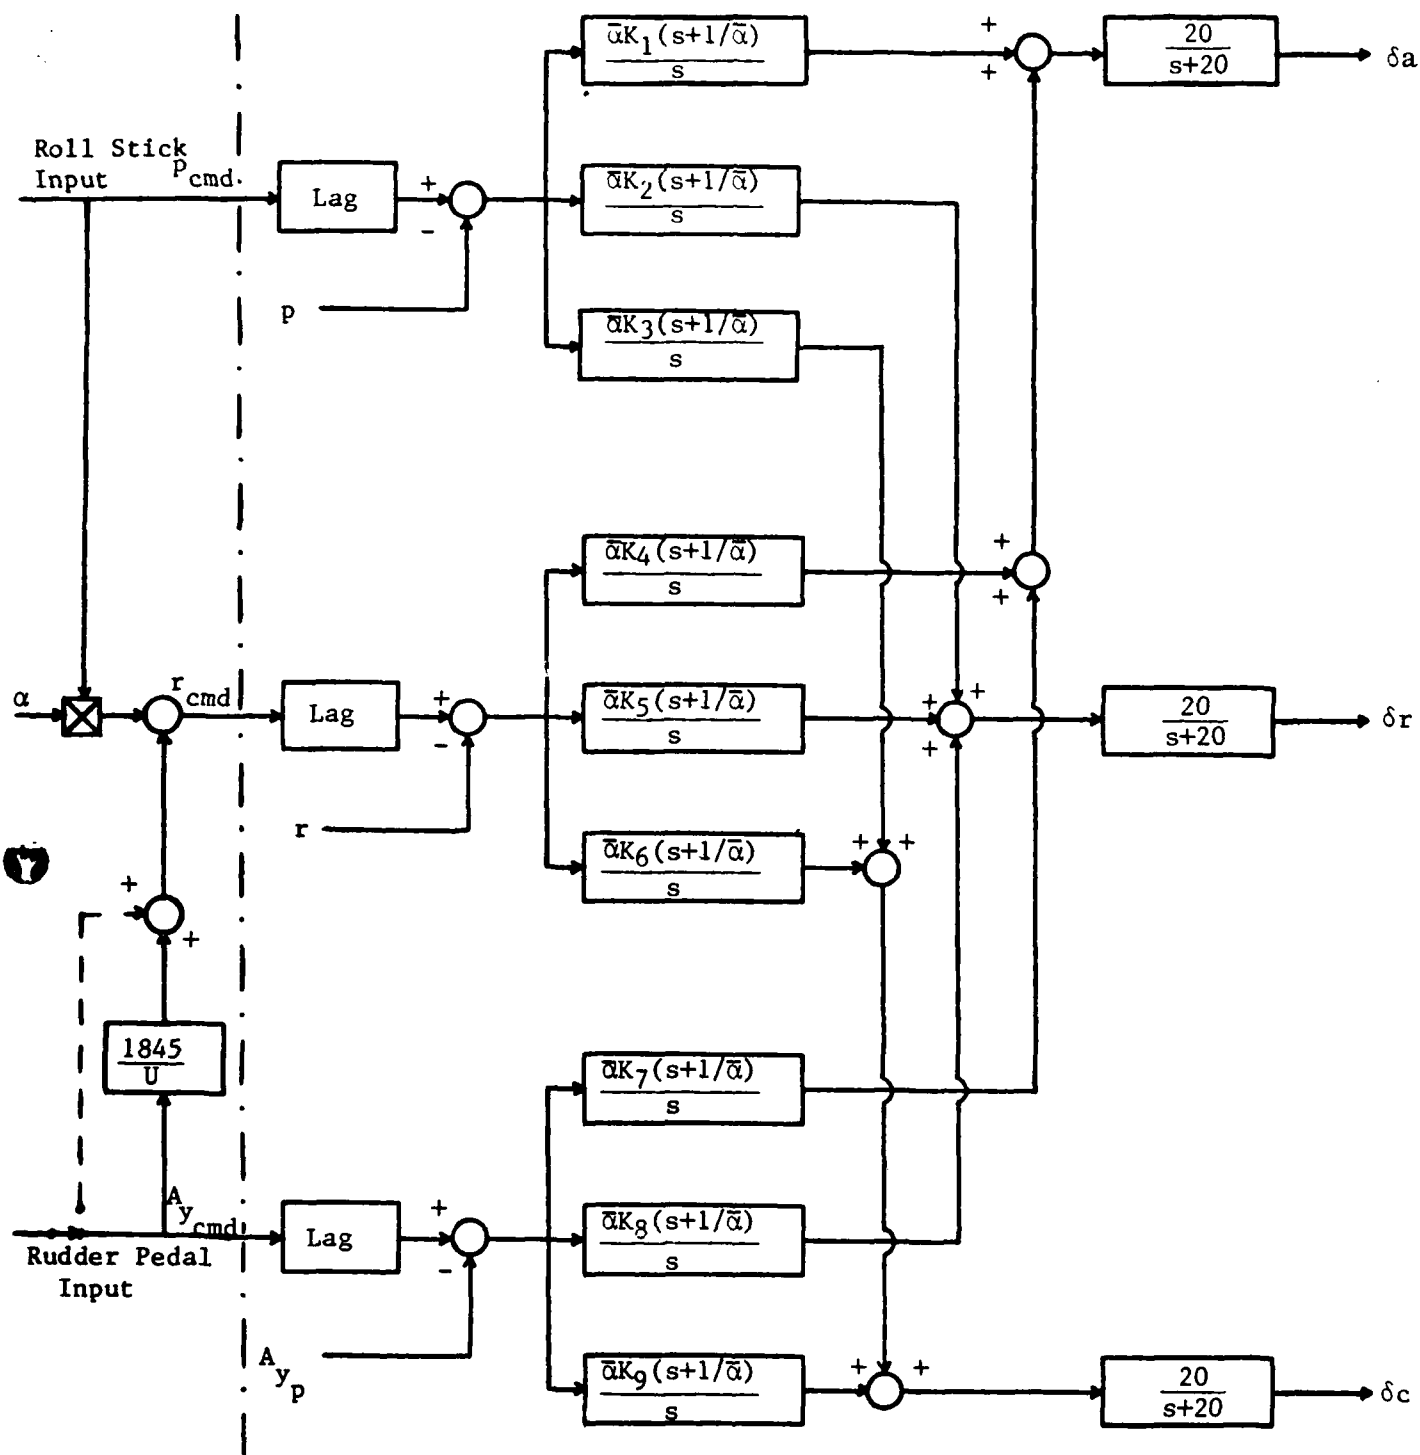 ᾱK₁(s+1/ᾱ)
s
+
+
20
s+20
δa
Roll Stick
Input
p_cmd
Lag
+
-
p
ᾱK₂(s+1/ᾱ)
s
ᾱK₃(s+1/ᾱ)
s
ᾱK₄(s+1/ᾱ)
s
+
+
α
r_cmd
Lag
+
-
r
ᾱK₅(s+1/ᾱ)
s
+
+
+
20
s+20
δr
ᾱK₆(s+1/ᾱ)
s
+
+
+
+
1845
U
ᾱK₇(s+1/ᾱ)
s
A_y_cmd
Rudder Pedal
Input
Lag
+
-
A_y_p
ᾱK₈(s+1/ᾱ)
s
ᾱK₉(s+1/ᾱ)
s
+
+
20
s+20
δc